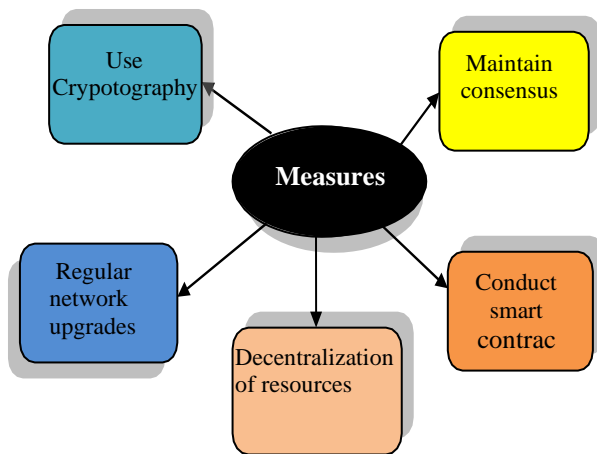 Use
Crypotography
Maintain
consensus
Measures
Regular
network
upgrades
Decentralization
of resources
Conduct
smart
contrac